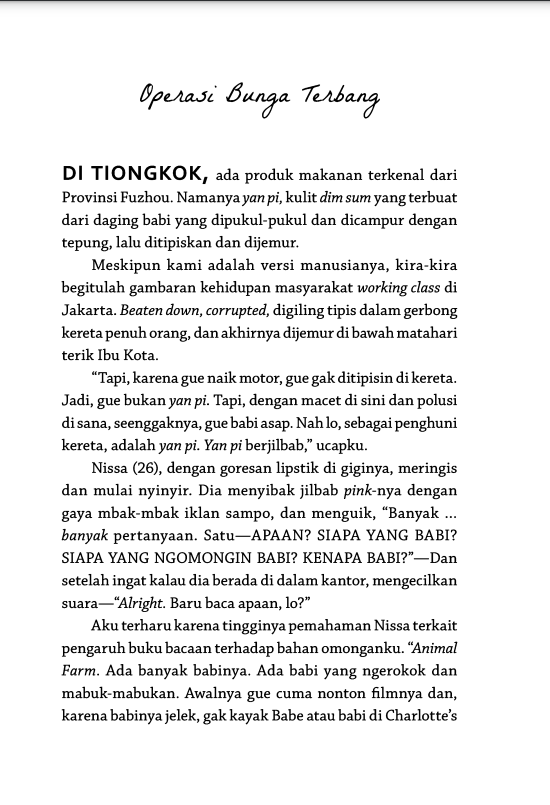 Operasi Bunga Terbang
DI TIONGKOK, ada produk makanan terkenal dari
Provinsi Fuzhou. Namanya yan pi, kulit dim sum yang terbuat
dari daging babi yang dipukul-pukul dan dicampur dengan
tepung, lalu ditipiskan dan dijemur.
Meskipun kami adalah versi manusianya, kira-kira
begitulah gambaran kehidupan masyarakat working class di
Jakarta. Beaten down, corrupted, digiling tipis dalam gerbong
kereta penuh orang, dan akhirnya dijemur di bawah matahari
terik Ibu Kota.
“Tapi, karena gue naik motor, gue gak ditipisin di kereta.
Jadi, gue bukan yan pi. Tapi, dengan macet di sini dan polusi
di sana, seenggaknya, gue babi asap. Nah lo, sebagai penghuni
kereta, adalah yan pi. Yan pi berjilbab,” ucapku.
Nissa (26), dengan goresan lipstik di giginya, meringis
dan mulai nyinyir. Dia menyibak jilbab pink-nya dengan
gaya mbak-mbak iklan sampo, dan menguik, “Banyak ...
banyak pertanyaan. Satu—APAAN? SIAPA YANG BABI?
SIAPA YANG NGOMONGIN BABI? KENAPA BABI?”—Dan
setelah ingat kalau dia berada di dalam kantor, mengecilkan
suara—“Alright. Baru baca apaan, lo?”
Aku terharu karena tingginya pemahaman Nissa terkait
pengaruh buku bacaan terhadap bahan omonganku. “Animal
Farm. Ada banyak babinya. Ada babi yang ngerokok dan
mabuk-mabukan. Awalnya gue cuma nonton filmnya dan,
karena babinya jelek, gak kayak Babe atau babi di Charlotte’s